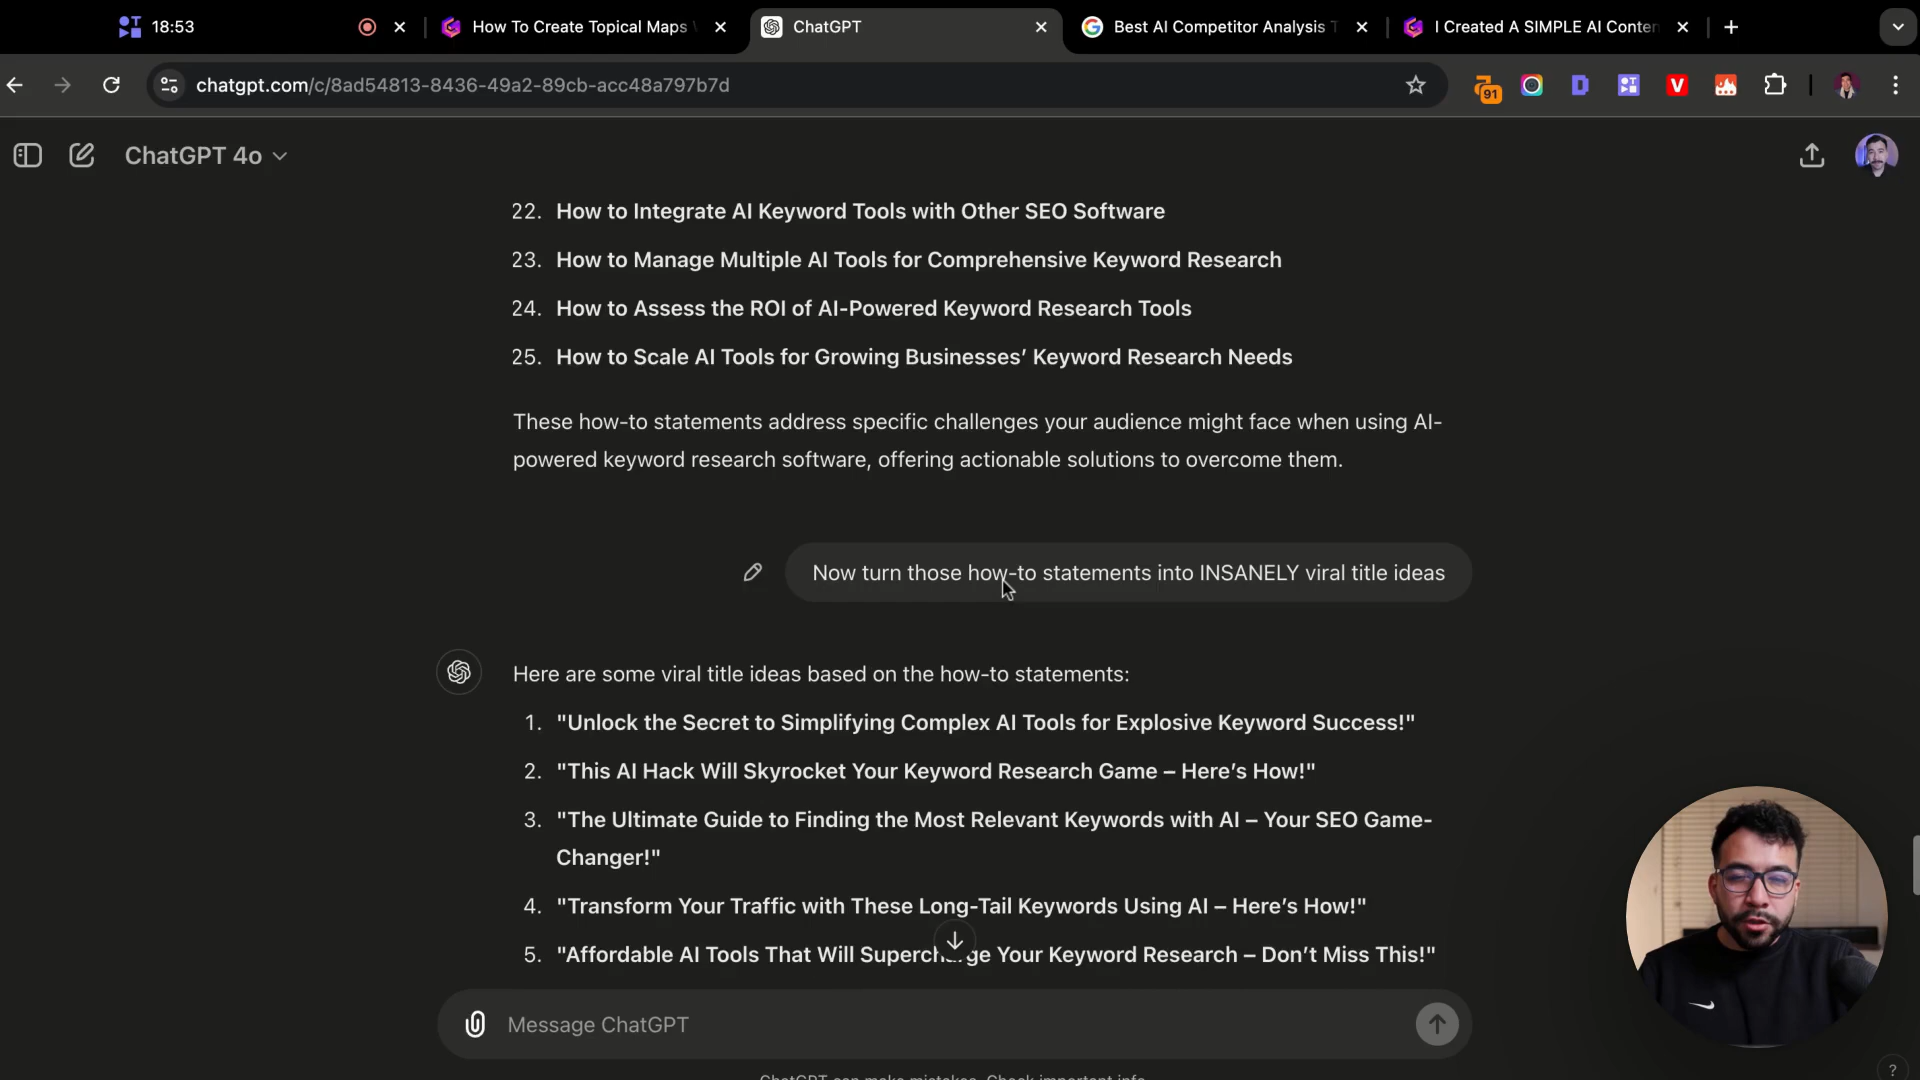 18:53
How To Create Topical Maps
ChatGPT
Best AI Competitor Analysis T
I Created A SIMPLE AI Conten
chatgpt.com/c/8ad54813-8436-49a2-89cb-acc48a797b7d
91
ChatGPT 4o
22. How to Integrate AI Keyword Tools with Other SEO Software
23. How to Manage Multiple AI Tools for Comprehensive Keyword Research
24. How to Assess the ROI of AI-Powered Keyword Research Tools
25. How to Scale AI Tools for Growing Businesses’ Keyword Research Needs
These how-to statements address specific challenges your audience might face when using AI-
powered keyword research software, offering actionable solutions to overcome them.
Now turn those how-to statements into INSANELY viral title ideas
Here are some viral title ideas based on the how-to statements:
1. "Unlock the Secret to Simplifying Complex AI Tools for Explosive Keyword Success!"
2. "This AI Hack Will Skyrocket Your Keyword Research Game – Here’s How!"
3. "The Ultimate Guide to Finding the Most Relevant Keywords with AI – Your SEO Game-
Changer!"
4. "Transform Your Traffic with These Long-Tail Keywords Using AI – Here’s How!"
5. "Affordable AI Tools That Will Supercharge Your Keyword Research – Don’t Miss This!"
Message ChatGPT
ChatGPT can make mistakes. Check important info.
?